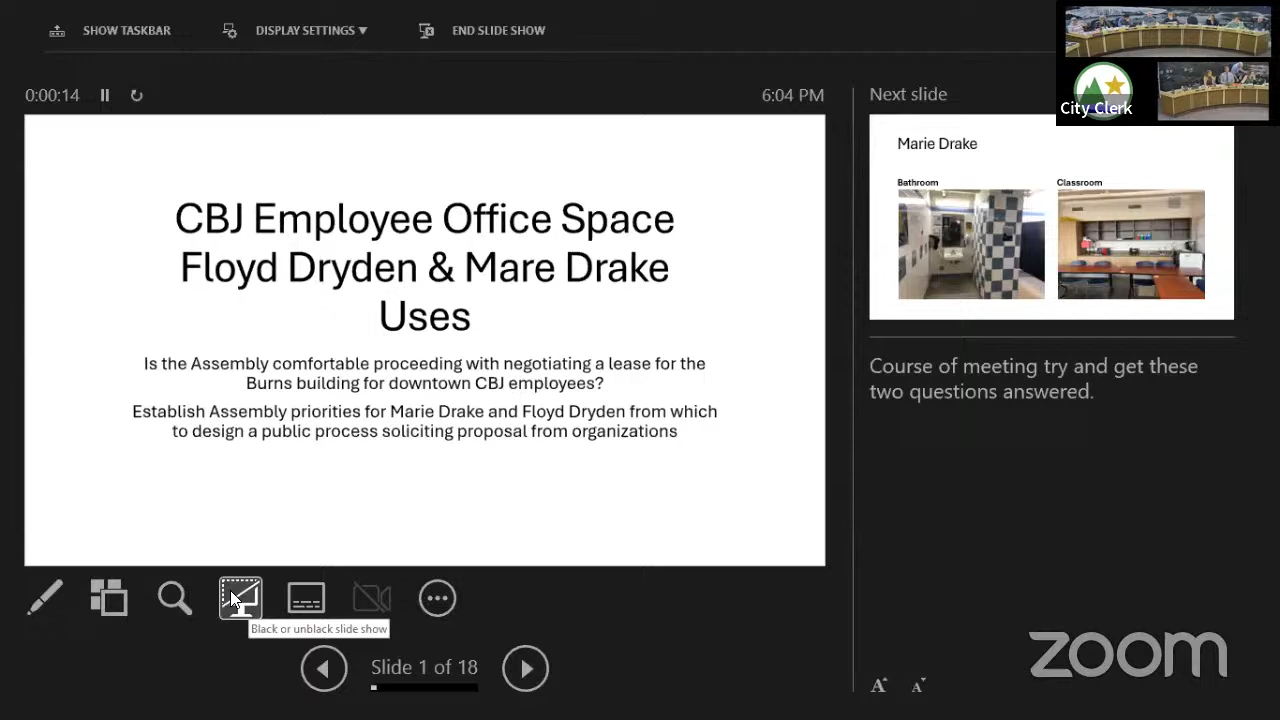 SHOW TASKBAR
DISPLAY SETTINGS ▼
END SLIDE SHOW
City Clerk
0:00:14
6:04 PM
Next slide
CBJ Employee Office Space
Floyd Dryden & Mare Drake
Uses
Is the Assembly comfortable proceeding with negotiating a lease for the
Burns building for downtown CBJ employees?
Establish Assembly priorities for Marie Drake and Floyd Dryden from which
to design a public process soliciting proposal from organizations
Marie Drake
Bathroom
Classroom
Course of meeting try and get these
two questions answered.
Black or unblack slide show
Slide 1 of 18
A A
zoom